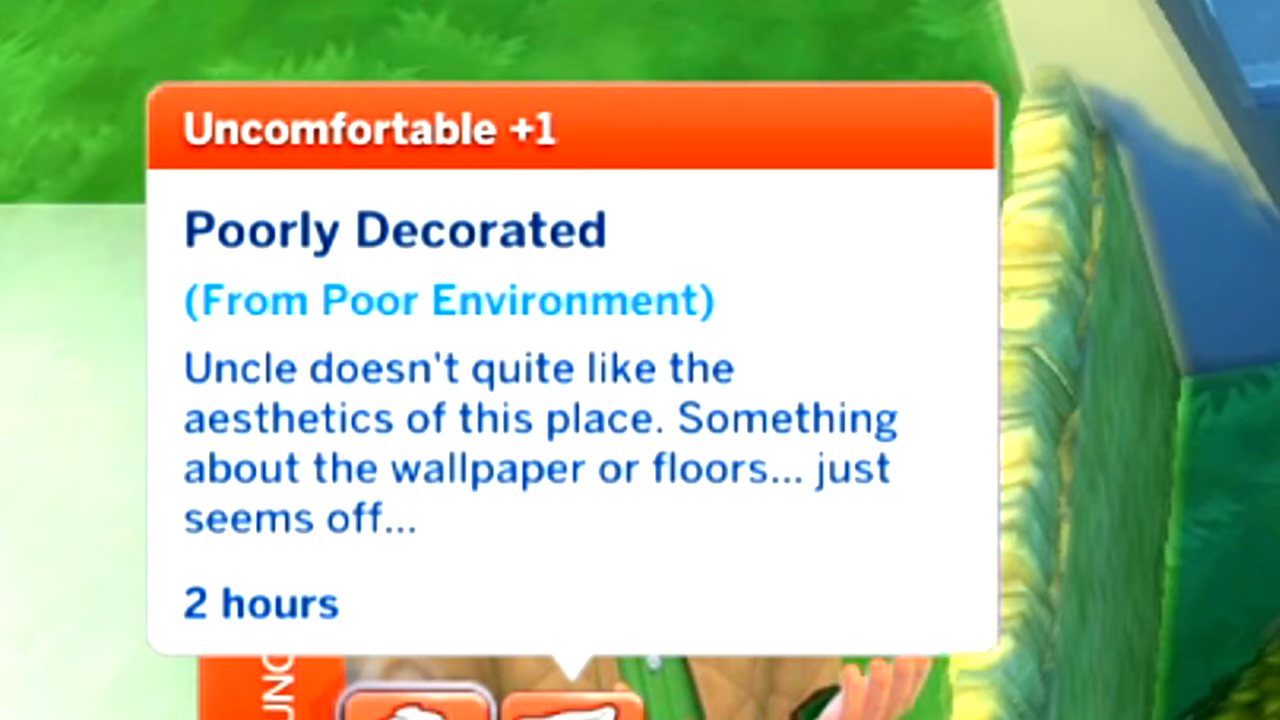 Uncomfortable +1
Poorly Decorated
(From Poor Environment)
Uncle doesn't quite like the
aesthetics of this place. Something
about the wallpaper or floors... just
seems off...
2 hours